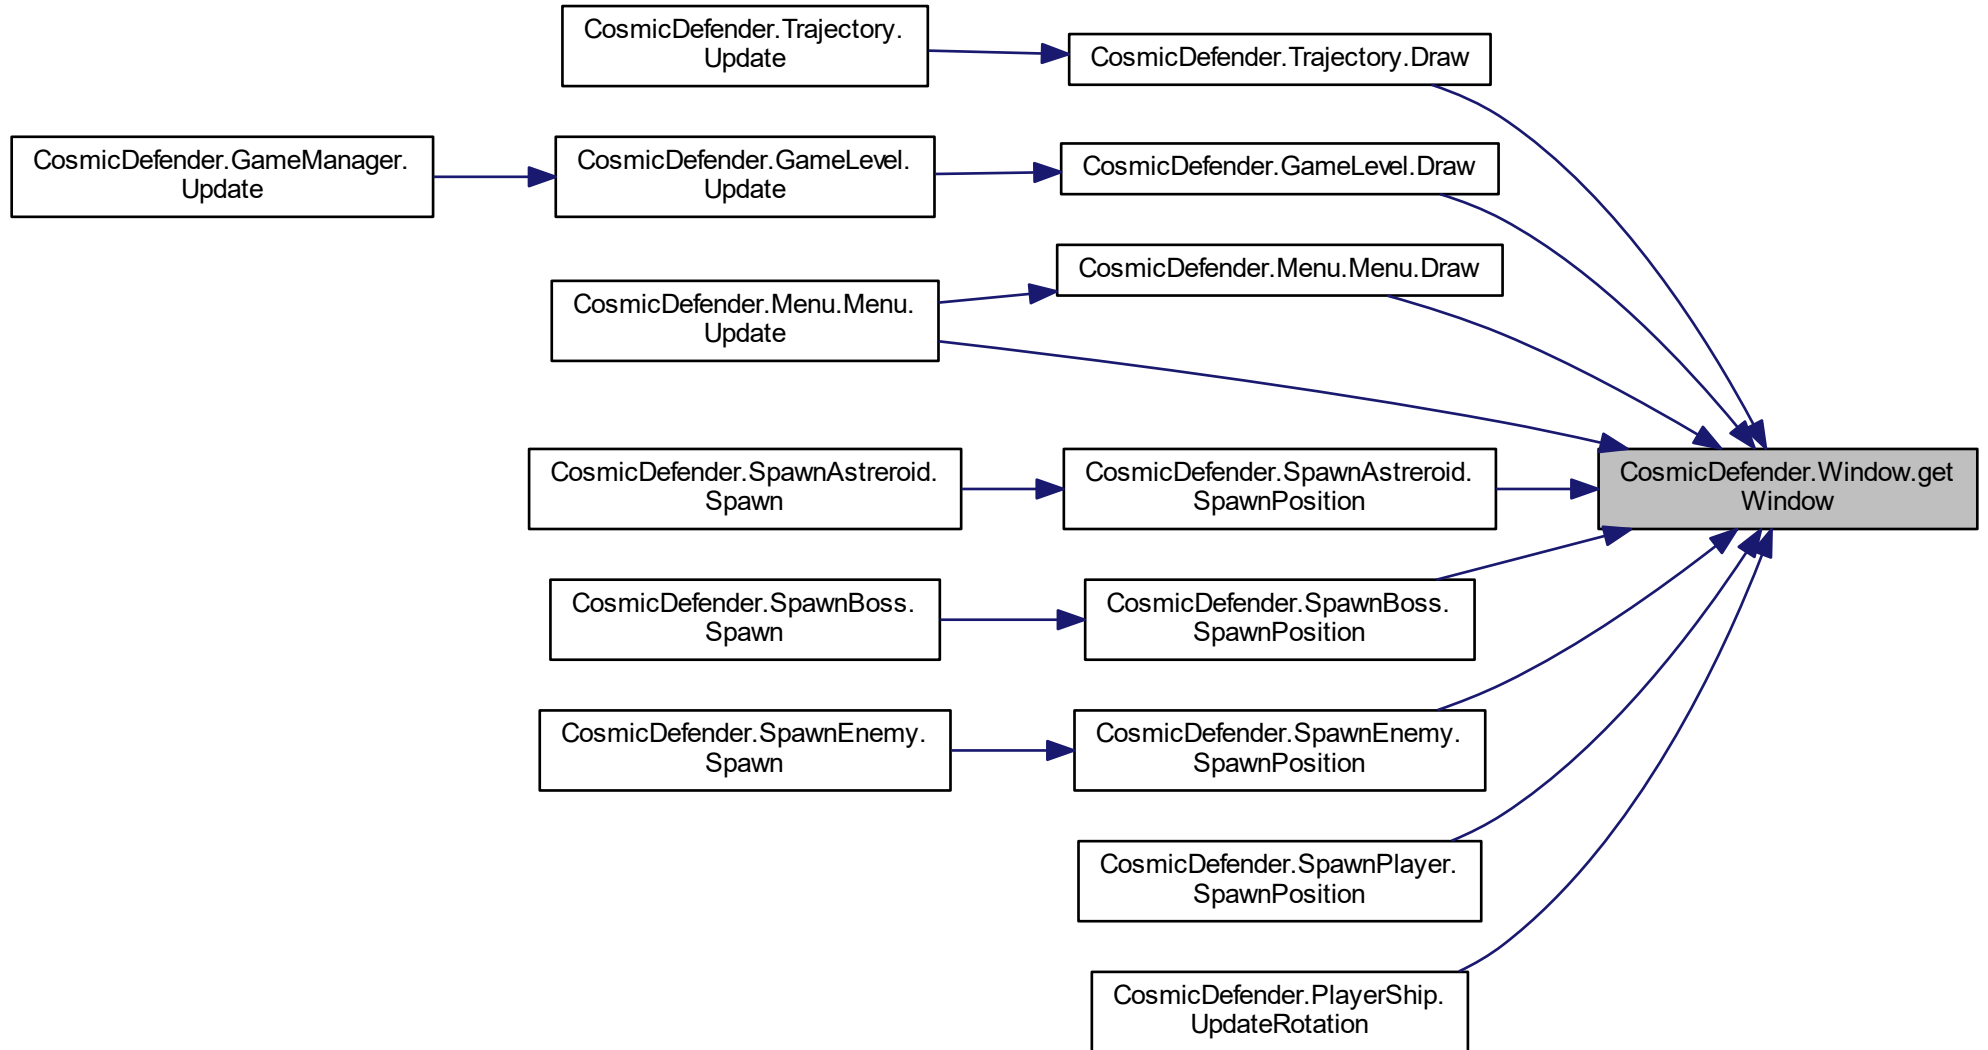 CosmicDefender.Trajectory.
Update
CosmicDefender.Trajectory.Draw
CosmicDefender.GameManager.
Update
CosmicDefender.GameLevel.
Update
CosmicDefender.GameLevel.Draw
CosmicDefender.Menu.Menu.
Update
CosmicDefender.Menu.Menu.Draw
CosmicDefender.SpawnAstreroid.
Spawn
CosmicDefender.SpawnAstreroid.
SpawnPosition
CosmicDefender.Window.get
Window
CosmicDefender.SpawnBoss.
Spawn
CosmicDefender.SpawnBoss.
SpawnPosition
CosmicDefender.SpawnEnemy.
Spawn
CosmicDefender.SpawnEnemy.
SpawnPosition
CosmicDefender.SpawnPlayer.
SpawnPosition
CosmicDefender.PlayerShip.
UpdateRotation